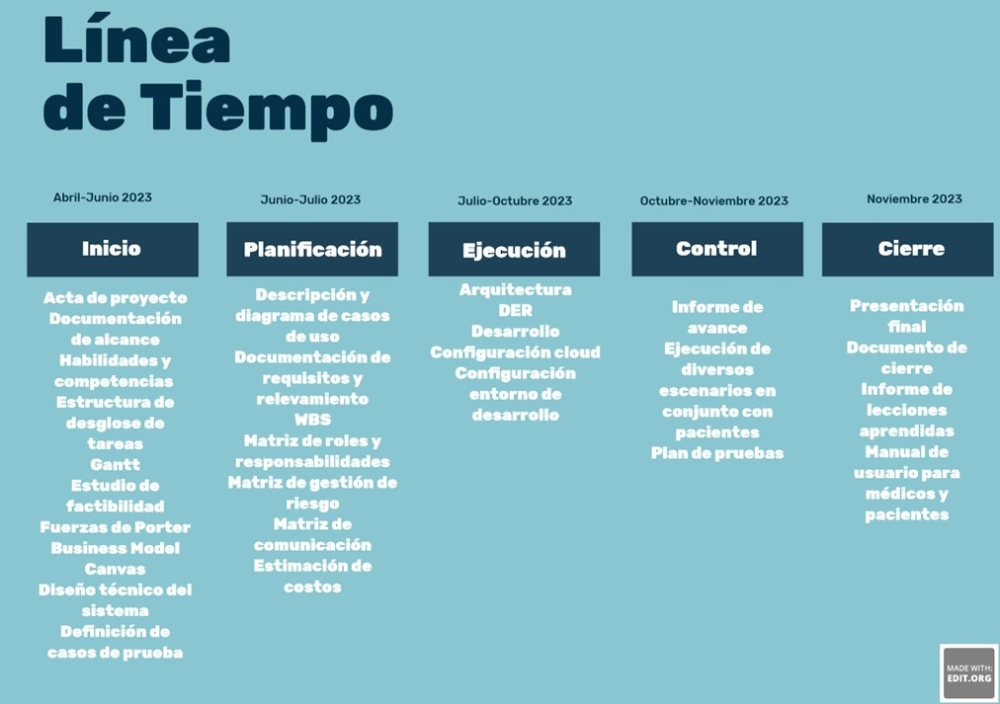 Línea
de Tiempo
Abril-Junio 2023
Inicio
Acta de proyecto
Documentación
de alcance
Habilidades y
competencias
Estructura de
desglose de
tareas
Gantt
Estudio de
factibilidad
Fuerzas de Porter
Business Model
Canvas
Diseño técnico del
sistema
Definición de
casos de prueba
Junio-Julio 2023
Planificación
Descripción y
diagrama de casos
de uso
Documentación de
requisitos y
relevamiento
WBS
Matriz de roles y
responsabilidades
Matriz de gestión de
riesgo
Matriz de
comunicación
Estimación de
costos
Julio-Octubre 2023
Ejecución
Arquitectura
DER
Desarrollo
Configuración cloud
Configuración
entorno de
desarrollo
Octubre-Noviembre 2023
Control
Informe de
avance
Ejecución de
diversos
escenarios en
conjunto con
pacientes
Plan de pruebas
Noviembre 2023
Cierre
Presentación
final
Documento de
cierre
Informe de
lecciones
aprendidas
Manual de
usuario para
médicos y
pacientes
MADE WITH:
EDIT.ORG